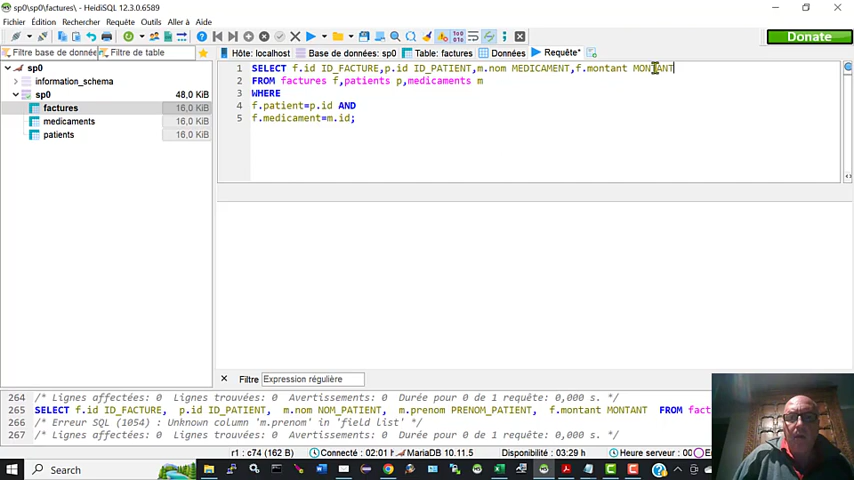 sp0\sp0\factures\ - HeidiSQL 12.3.0.6589
Fichier Édition Rechercher Requête Outils Aller à Aide
Donate
Filtre base de données Filtre de table
Hôte: localhost Base de données: sp0 Table: factures Requête*
sp0
information_schema
sp0 48,0 KiB
factures 16,0 KiB
medicaments 16,0 KiB
patients 16,0 KiB
1 SELECT f.id ID_FACTURE,p.id ID_PATIENT,m.nom MEDICAMENT,f.montant MONTANT
2 FROM factures f,patients p,medicaments m
3 WHERE
4 f.patient=p.id AND
5 f.medicament=m.id;
Filtre Expression régulière
264 /* Lignes affectées: 0 Lignes trouvées: 0 Avertissements: 0 Durée pour 0 de 1 requête: 0,000 s. */
265 SELECT f.id ID_FACTURE, p.id ID_PATIENT, m.nom NOM_PATIENT, m.prenom PRENOM_PATIENT, f.montant MONTANT FROM fact
266 /* Erreur SQL (1054) : Unknown column 'm.prenom' in 'field list' */
267 /* Lignes affectées: 0 Lignes trouvées: 0 Avertissements: 0 Durée pour 0 de 1 requête: 0,000 s. */
r1 : c74 (162 B) Connecté : 02:01 MariaDB 10.11.5 Disponibilité : 03:29 h Heure serveur : 00
Search